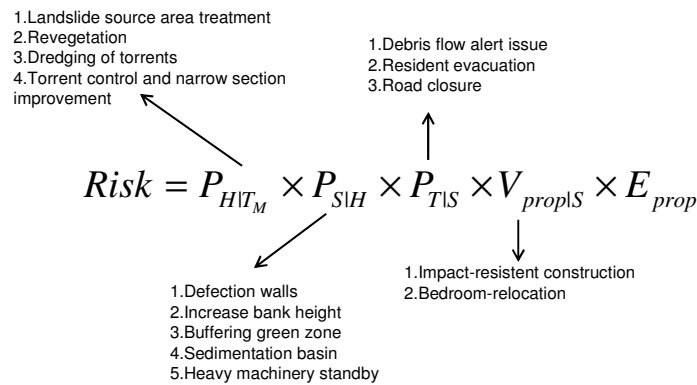 1.Landslide source area treatment
2.Revegetation
3.Dredging of torrents
4.Torrent control and narrow section
improvement
1.Debris flow alert issue
2.Resident evacuation
3.Road closure
Risk = P_{H|T_M} × P_{S|H} × P_{T|S} × V_{prop|S} × E_{prop}
1.Defection walls
2.Increase bank height
3.Buffering green zone
4.Sedimentation basin
5.Heavy machinery standby
1.Impact-resistent construction
2.Bedroom-relocation